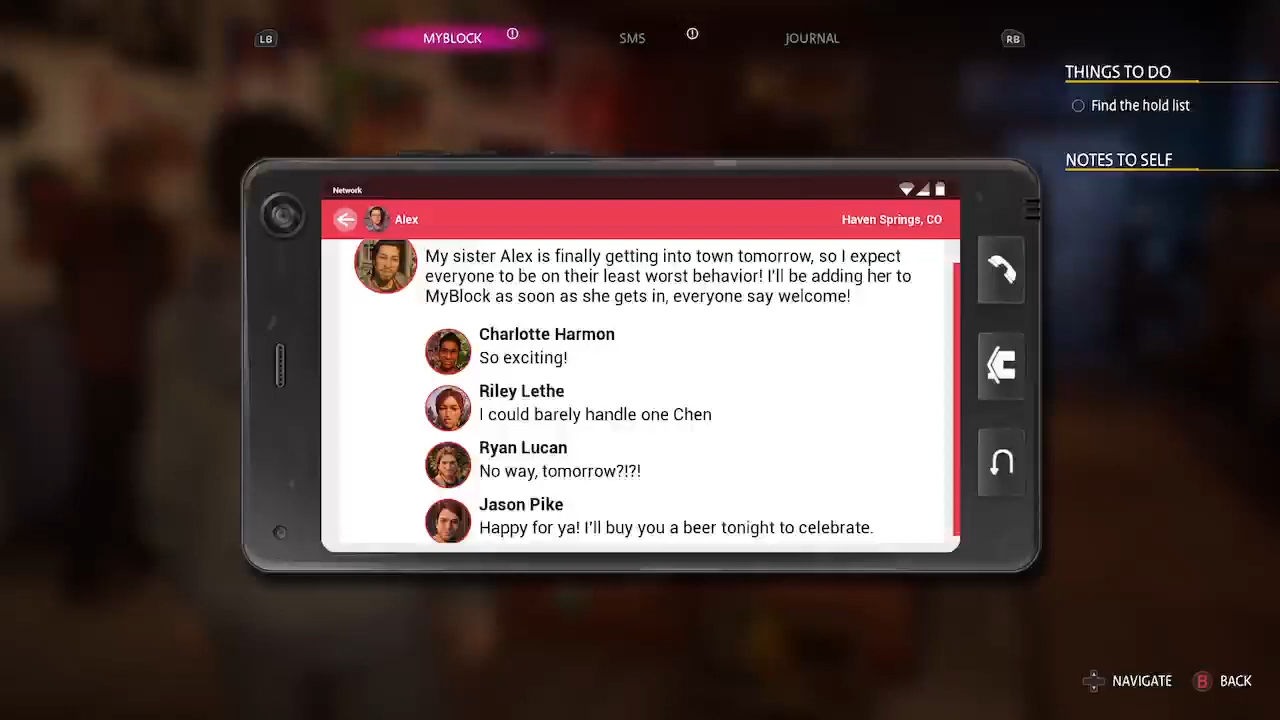 LB
MYBLOCK
SMS
JOURNAL
RB
THINGS TO DO
Find the hold list
NOTES TO SELF
Network
Alex
Haven Springs, CO
My sister Alex is finally getting into town tomorrow, so I expect
everyone to be on their least worst behavior! I'll be adding her to
MyBlock as soon as she gets in, everyone say welcome!
Charlotte Harmon
So exciting!
Riley Lethe
I could barely handle one Chen
Ryan Lucan
No way, tomorrow?!?!
Jason Pike
Happy for ya! I'll buy you a beer tonight to celebrate.
NAVIGATE
B BACK